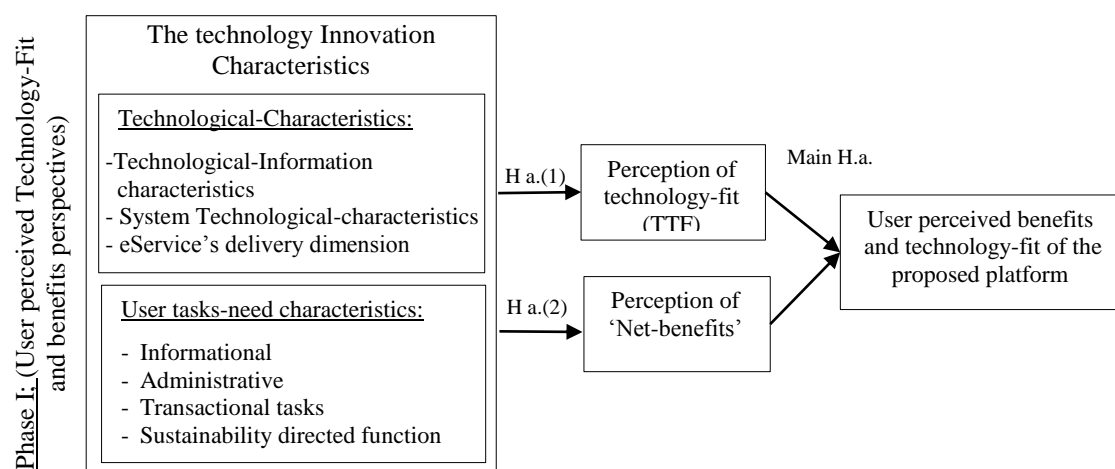 Phase I: (User perceived Technology-Fit
and benefits perspectives)
The technology Innovation
Characteristics
Technological-Characteristics:
-Technological-Information
characteristics
- System Technological-characteristics
- eService’s delivery dimension
User tasks-need characteristics:
- Informational
- Administrative
- Transactional tasks
- Sustainability directed function
H a.(1)
H a.(2)
Perception of
technology-fit
(TTF)
Perception of
‘Net-benefits’
Main H.a.
User perceived benefits
and technology-fit of the
proposed platform